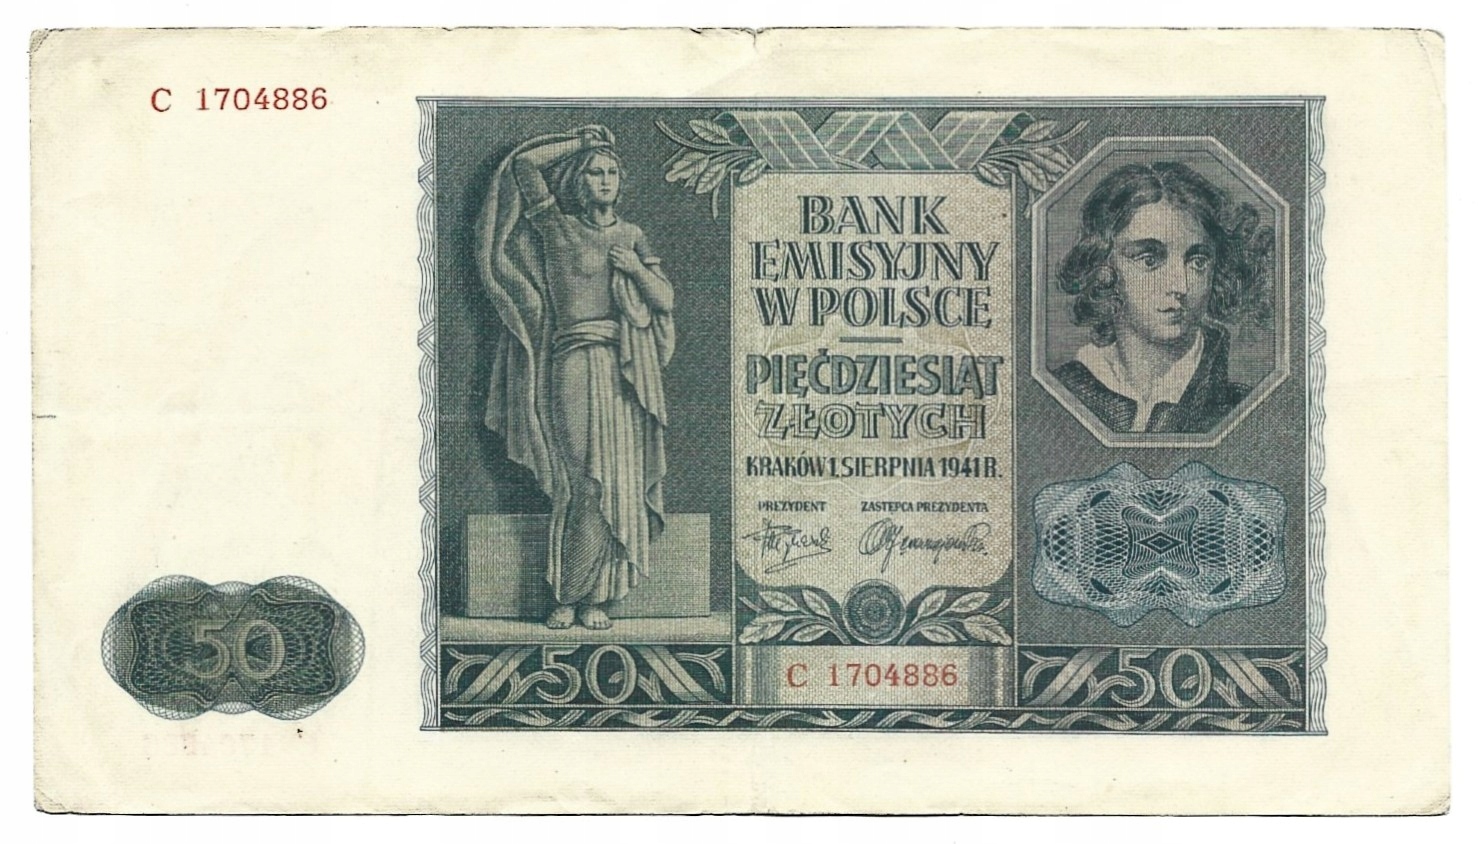 C 1704886
BANK
EMISYJNY
W POLSCE
PIĘĆDZIESIĄT
ZŁOTYCH
KRAKÓW 1. SIERPNIA 1941 R.
PREZYDENT ZASTĘPCA PREZYDENTA
50
50 C 1704886 50